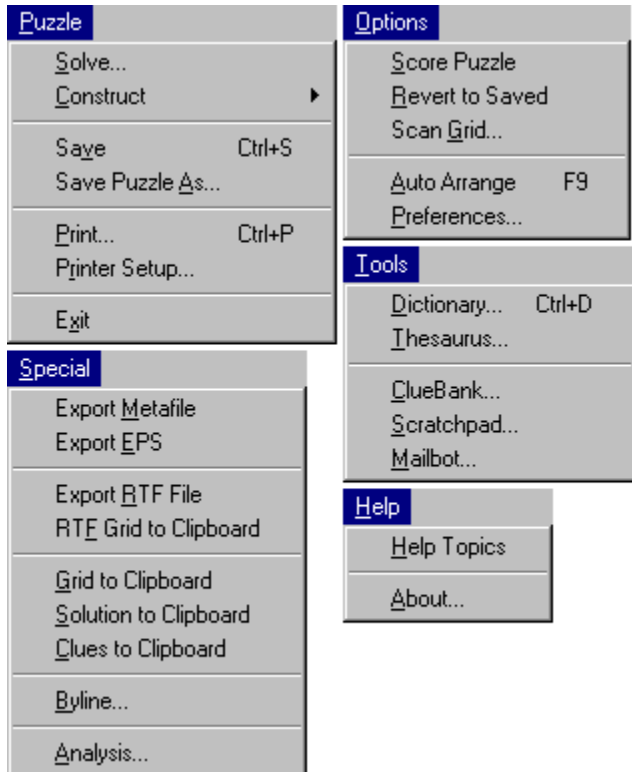 Puzzle
Solve...
Construct
Save Ctrl+S
Save Puzzle As...
Print... Ctrl+P
Printer Setup...
Exit
Special
Export Metafile
Export EPS
Export RTF File
RTF Grid to Clipboard
Grid to Clipboard
Solution to Clipboard
Clues to Clipboard
Byline...
Analysis...
Options
Score Puzzle
Revert to Saved
Scan Grid...
Auto Arrange F9
Preferences...
Tools
Dictionary... Ctrl+D
Thesaurus...
ClueBank...
Scratchpad...
Mailbot...
Help
Help Topics
About...